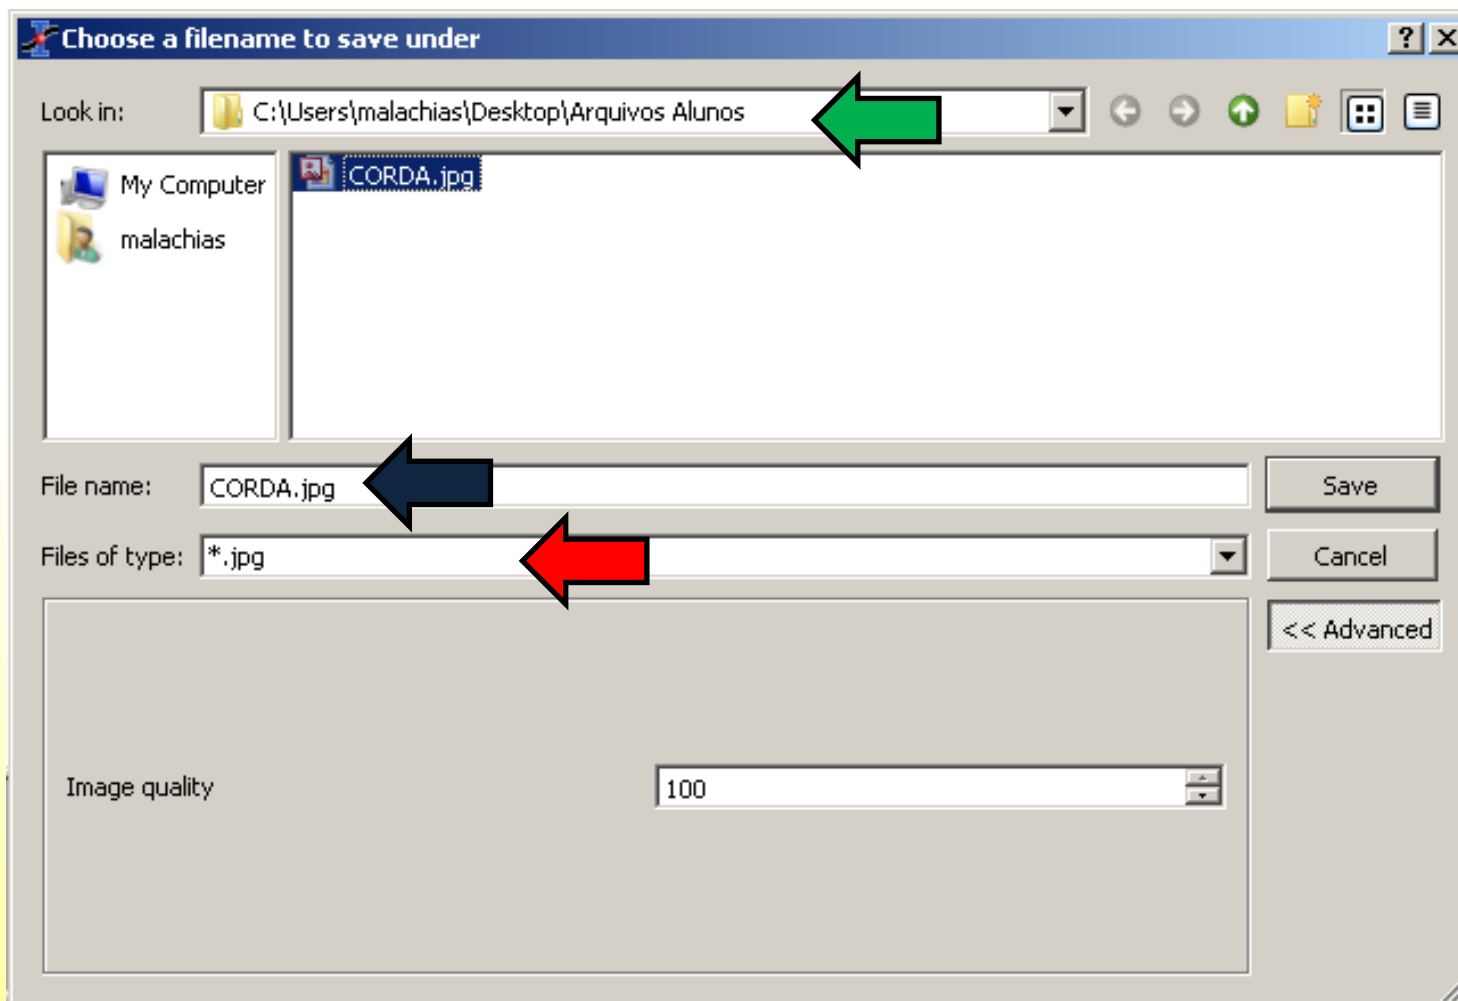 Choose a filename to save under
Look in: C:\Users\malachias\Desktop\Arquivos Alunos
My Computer
malachias
CORDA.jpg
File name: CORDA.jpg Save
Files of type: *.jpg Cancel
<< Advanced
Image quality 100